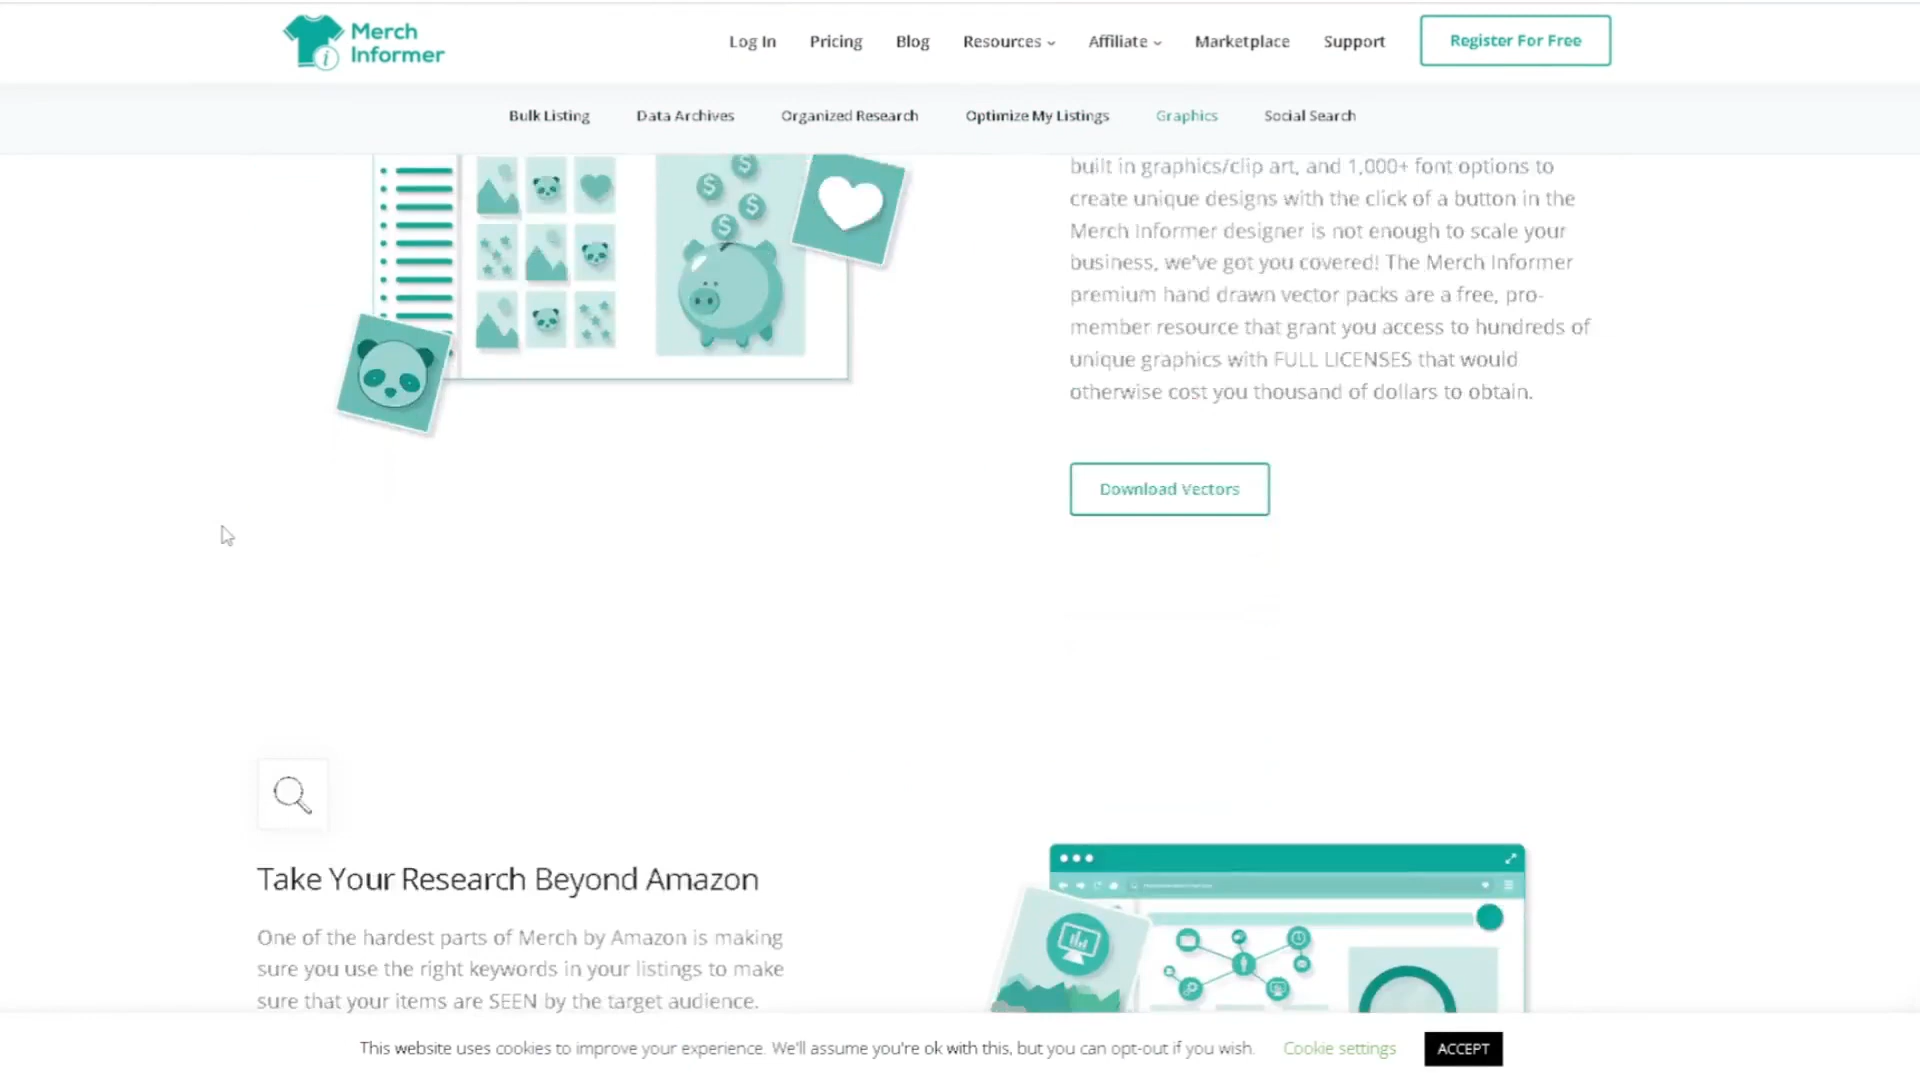 Merch
Informer
Log In
Pricing
Blog
Resources
Affiliate
Marketplace
Support
Register For Free
Bulk Listing
Data Archives
Organized Research
Optimize My Listings
Graphics
Social Search
built in graphics/clip art, and 1,000+ font options to
create unique designs with the click of a button in the
Merch Informer designer is not enough to scale your
business, we've got you covered! The Merch Informer
premium hand drawn vector packs are a free, pro-
member resource that grant you access to hundreds of
unique graphics with FULL LICENSES that would
otherwise cost you thousand of dollars to obtain.
Download Vectors
Take Your Research Beyond Amazon
One of the hardest parts of Merch by Amazon is making
sure you use the right keywords in your listings to make
sure that your items are SEEN by the target audience.
This website uses cookies to improve your experience. We'll assume you're ok with this, but you can opt-out if you wish.
Cookie settings
ACCEPT